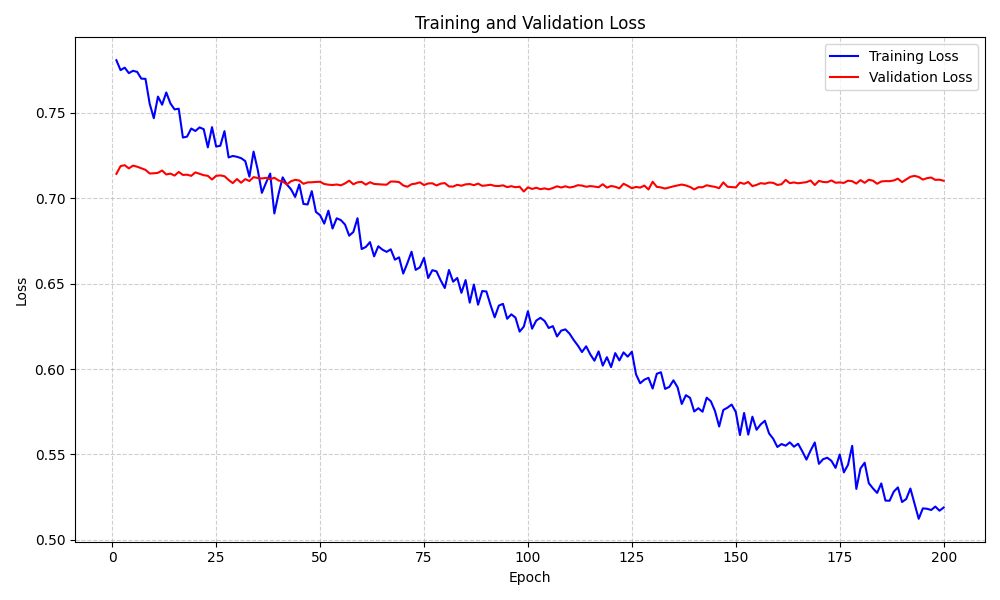 Training and Validation Loss
Training Loss
Validation Loss
Loss
0.75
0.70
0.65
0.60
0.55
0.50
0 25 50 75 100 125 150 175 200
Epoch